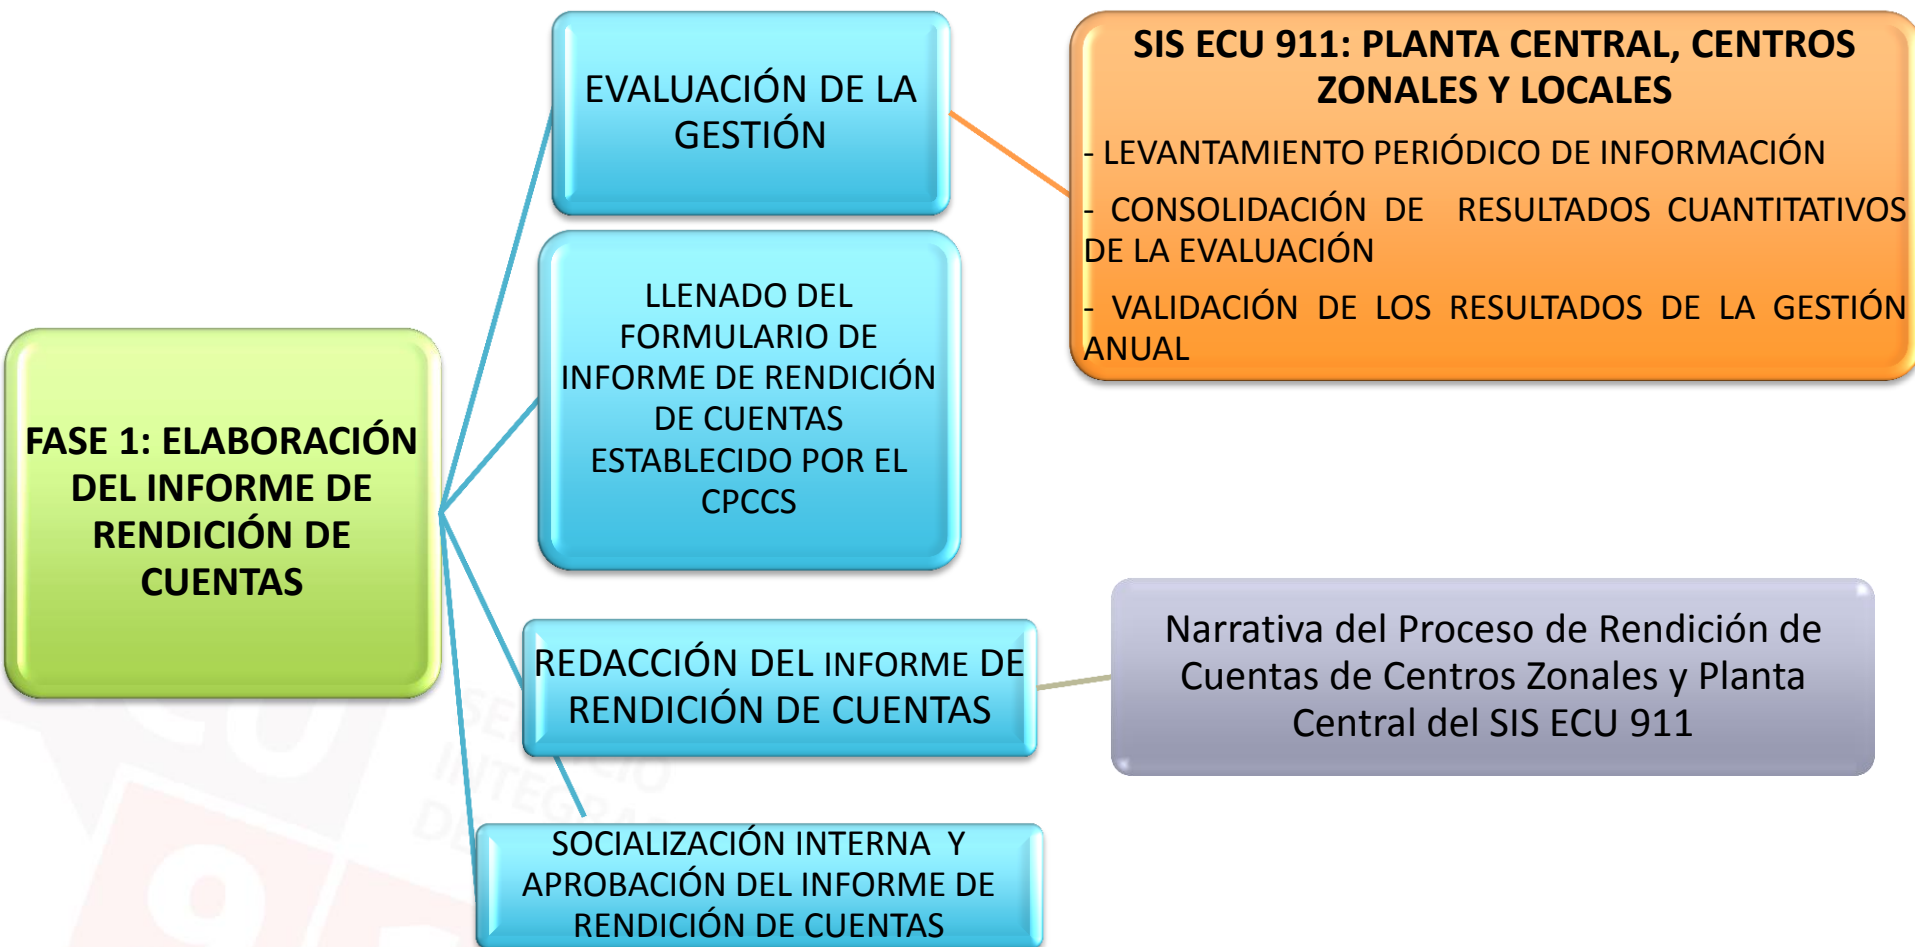 FASE 1: ELABORACIÓN
DEL INFORME DE
RENDICIÓN DE
CUENTAS
EVALUACIÓN DE LA
GESTIÓN
SIS ECU 911: PLANTA CENTRAL, CENTROS
ZONALES Y LOCALES
- LEVANTAMIENTO PERIÓDICO DE INFORMACIÓN
- CONSOLIDACIÓN DE RESULTADOS CUANTITATIVOS
DE LA EVALUACIÓN
- VALIDACIÓN DE LOS RESULTADOS DE LA GESTIÓN
ANUAL
LLENADO DEL
FORMULARIO DE
INFORME DE RENDICIÓN
DE CUENTAS
ESTABLECIDO POR EL
CPCCS
REDACCIÓN DEL INFORME DE
RENDICIÓN DE CUENTAS
Narrativa del Proceso de Rendición de
Cuentas de Centros Zonales y Planta
Central del SIS ECU 911
SOCIALIZACIÓN INTERNA Y
APROBACIÓN DEL INFORME DE
RENDICIÓN DE CUENTAS